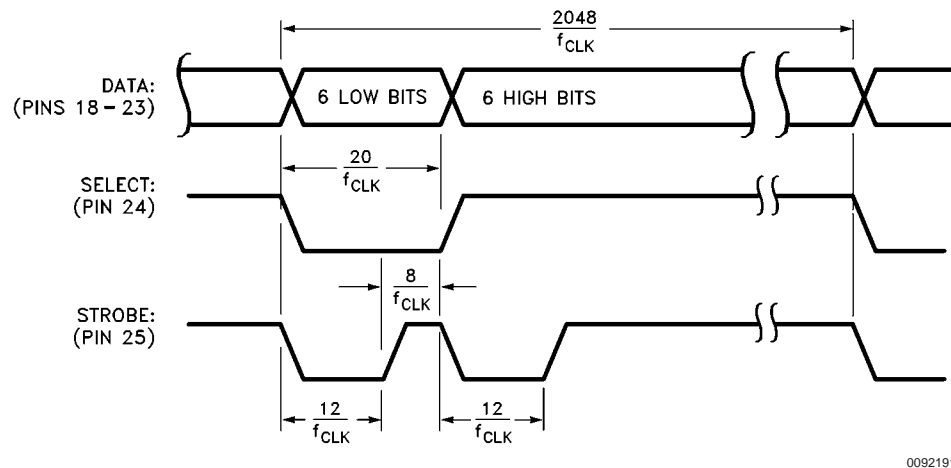 2048
fCLK
DATA:
(PINS 18 – 23)
6 LOW BITS
6 HIGH BITS
20
fCLK
SELECT:
(PIN 24)
8
fCLK
STROBE:
(PIN 25)
12
fCLK
12
fCLK
009219